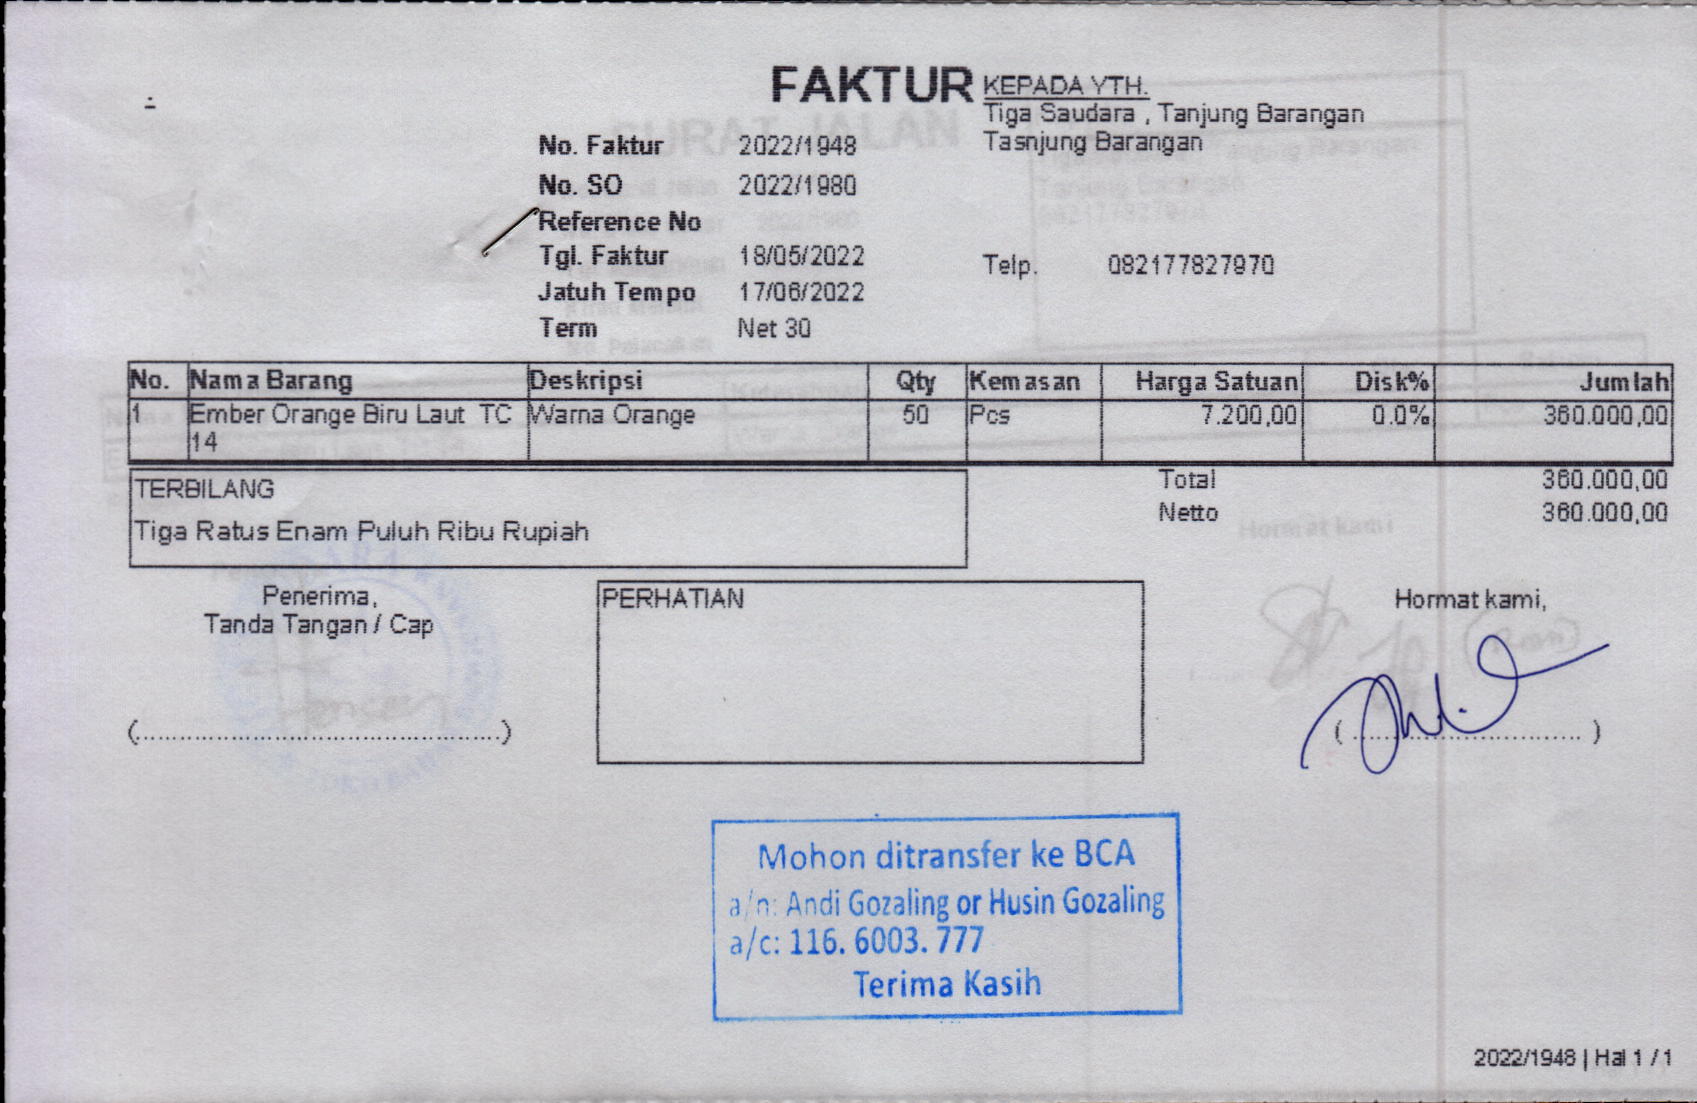 FAKTUR
KEPADA YTH.
Tiga Saudara , Tanjung Barangan
Tasnjung Barangan
No. Faktur 2022/1948
No. SO 2022/1980
Reference No
Tgl. Faktur 18/05/2022
Telp. 082177827970
Jatuh Tempo 17/06/2022
Term Net 30
No. Nama Barang Deskripsi Qty Kemasan Harga Satuan Disk% Jumlah
1 Ember Orange Biru Laut TC Warna Orange 50 Pcs 7.200,00 0.0% 360.000,00
14
TERBILANG
Tiga Ratus Enam Puluh Ribu Rupiah
Total 360.000,00
Netto 360.000,00
Penerima,
Tanda Tangan / Cap
(..................................................)
PERHATIAN
Hormat kami,
( ................................ )
Mohon ditransfer ke BCA
a/n: Andi Gozaling or Husin Gozaling
a/c: 116. 6003. 777
Terima Kasih
2022/1948 | Hal 1 / 1